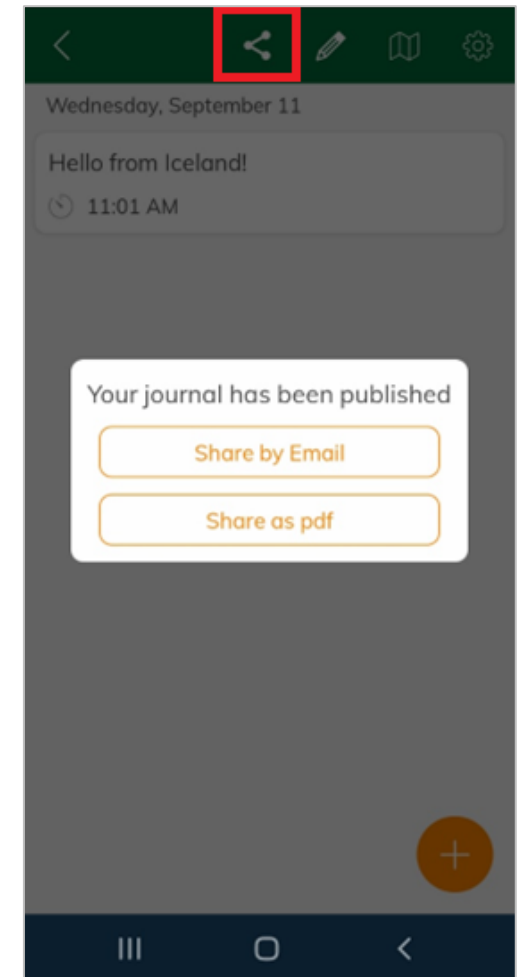 Wednesday, September 11
Hello from Iceland!
11:01 AM
Your journal has been published
Share by Email
Share as pdf